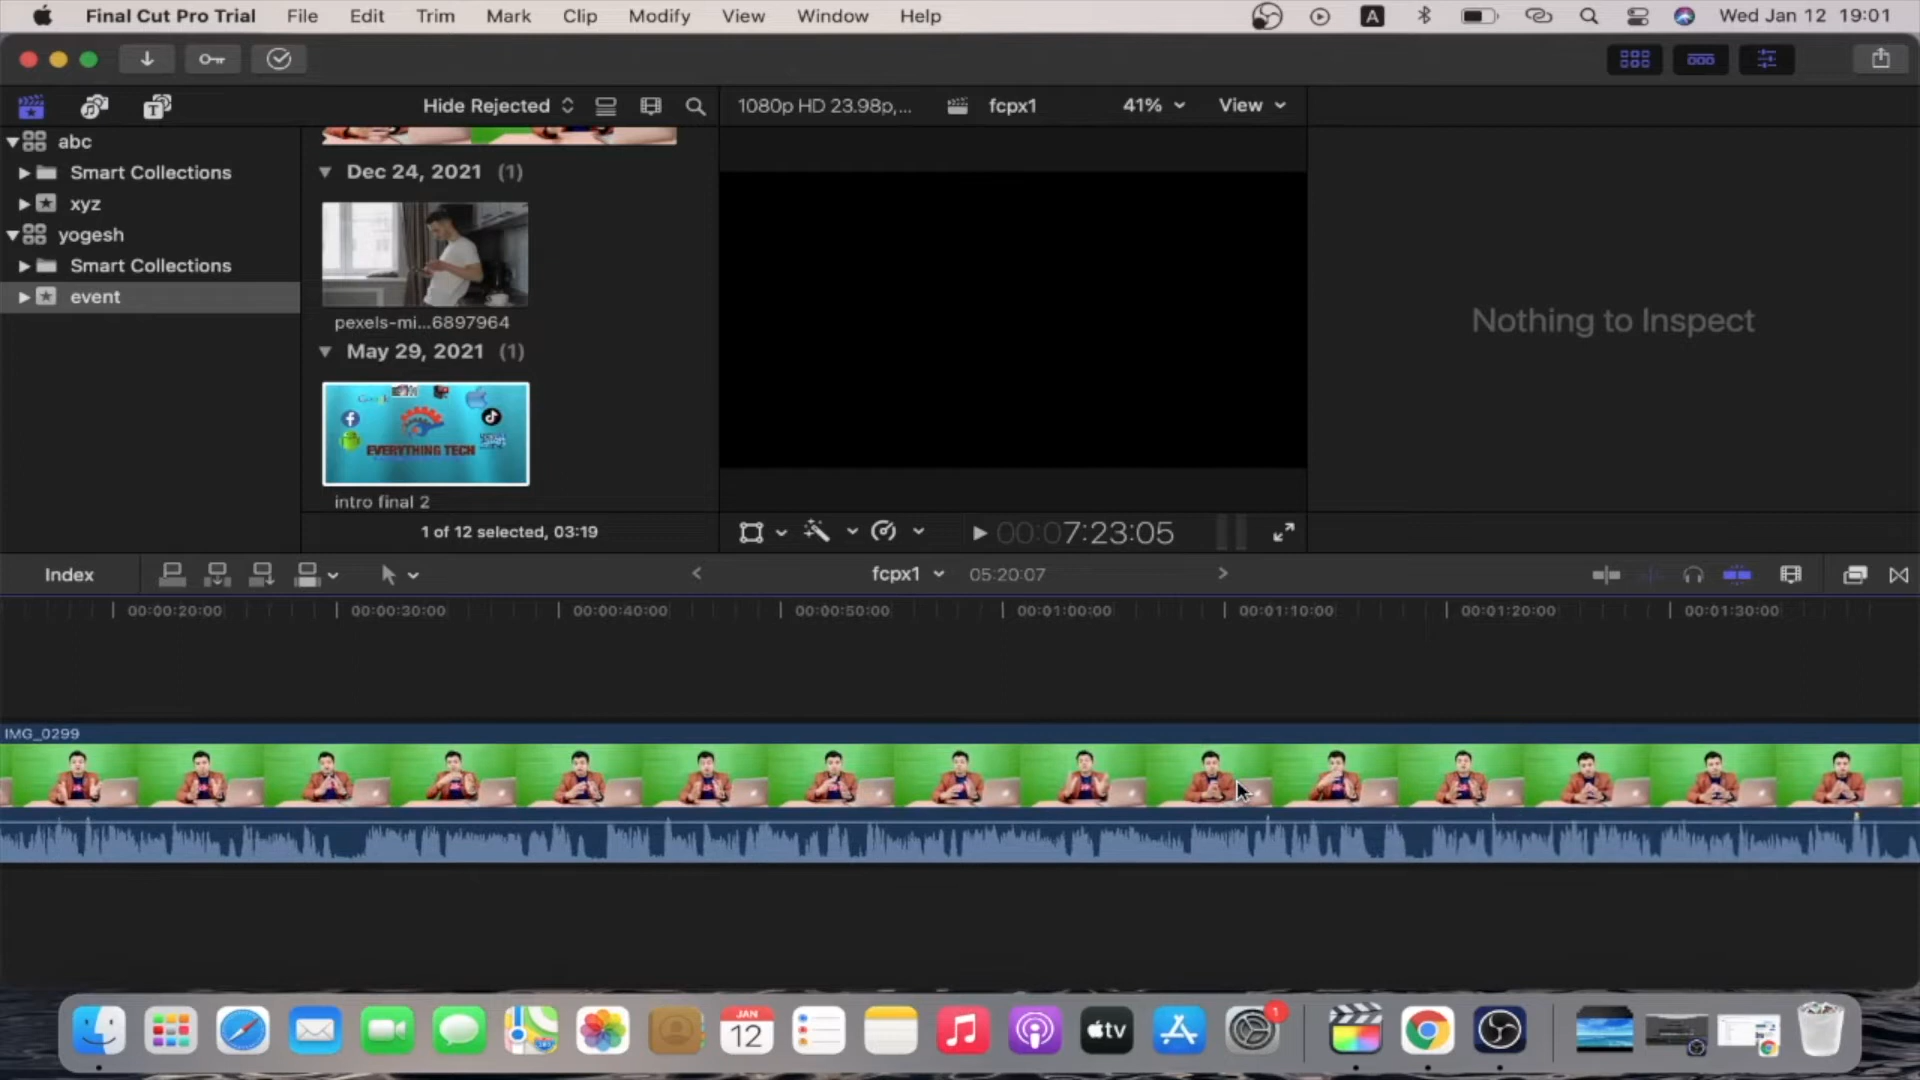 Final Cut Pro Trial File Edit Trim Mark Clip Modify View Window Help A Wed Jan 12 19:01
Hide Rejected 1080p HD 23.98p,... fcpx1 41% View
abc
Smart Collections
xyz
yogesh
Smart Collections
event
Dec 24, 2021 (1)
pexels-mi...6897964
May 29, 2021 (1)
Google
EVERYTHING TECH
intro final 2
1 of 12 selected, 03:19
00:07:23:05
Nothing to Inspect
Index fcpx1 05:20:07
00:00:20:00 00:00:30:00 00:00:40:00 00:00:50:00 00:01:00:00 00:01:10:00 00:01:20:00 00:01:30:00
IMG_0299
JAN
12
tv
1